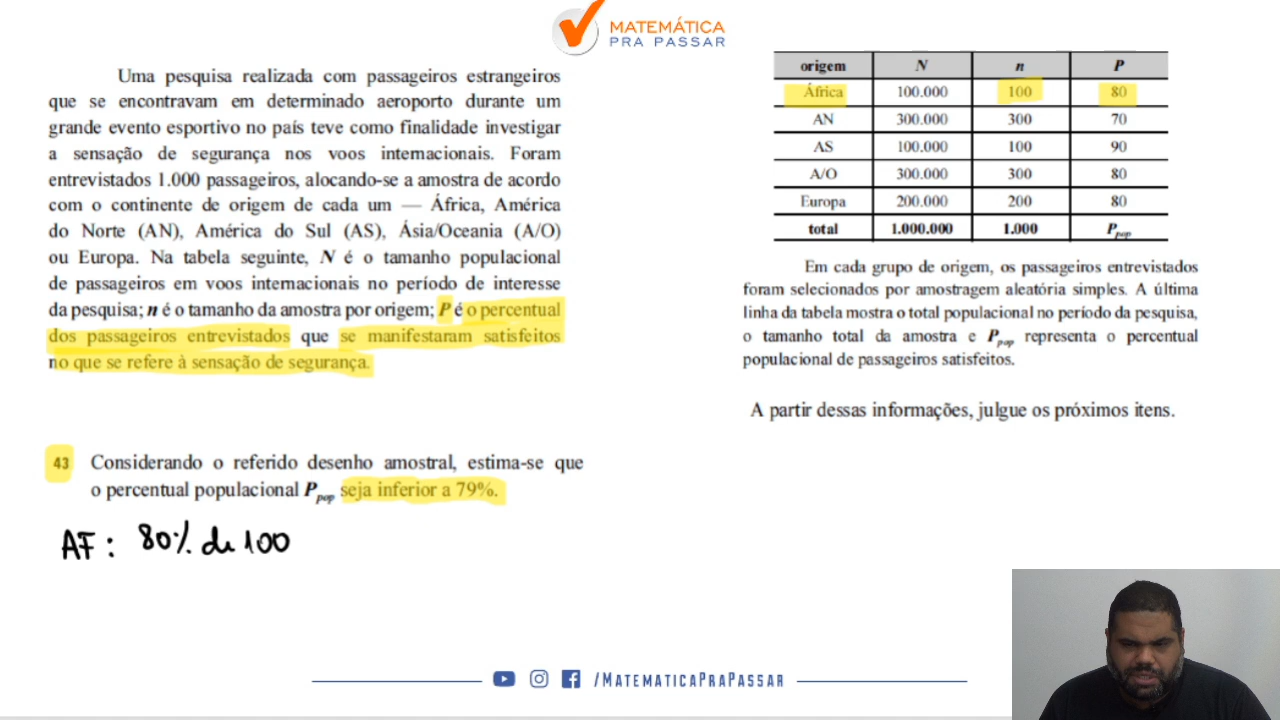 MATEMÁTICA
PRA PASSAR
Uma pesquisa realizada com passageiros estrangeiros
que se encontravam em determinado aeroporto durante um
grande evento esportivo no país teve como finalidade investigar
a sensação de segurança nos voos internacionais. Foram
entrevistados 1.000 passageiros, alocando-se a amostra de acordo
com o continente de origem de cada um — África, América
do Norte (AN), América do Sul (AS), Ásia/Oceania (A/O)
ou Europa. Na tabela seguinte, N é o tamanho populacional
de passageiros em voos internacionais no período de interesse
da pesquisa; n é o tamanho da amostra por origem; P é o percentual
dos passageiros entrevistados que se manifestaram satisfeitos
no que se refere à sensação de segurança.
43 Considerando o referido desenho amostral, estima-se que
o percentual populacional Ppop seja inferior a 79%.
AF: 80% de 100
origem N n P
África 100.000 100 80
AN 300.000 300 70
AS 100.000 100 90
A/O 300.000 300 80
Europa 200.000 200 80
total 1.000.000 1.000 Ppop
Em cada grupo de origem, os passageiros entrevistados
foram selecionados por amostragem aleatória simples. A última
linha da tabela mostra o total populacional no período da pesquisa,
o tamanho total da amostra e Ppop representa o percentual
populacional de passageiros satisfeitos.
A partir dessas informações, julgue os próximos itens.
/MATEMATICAPRAPASSAR